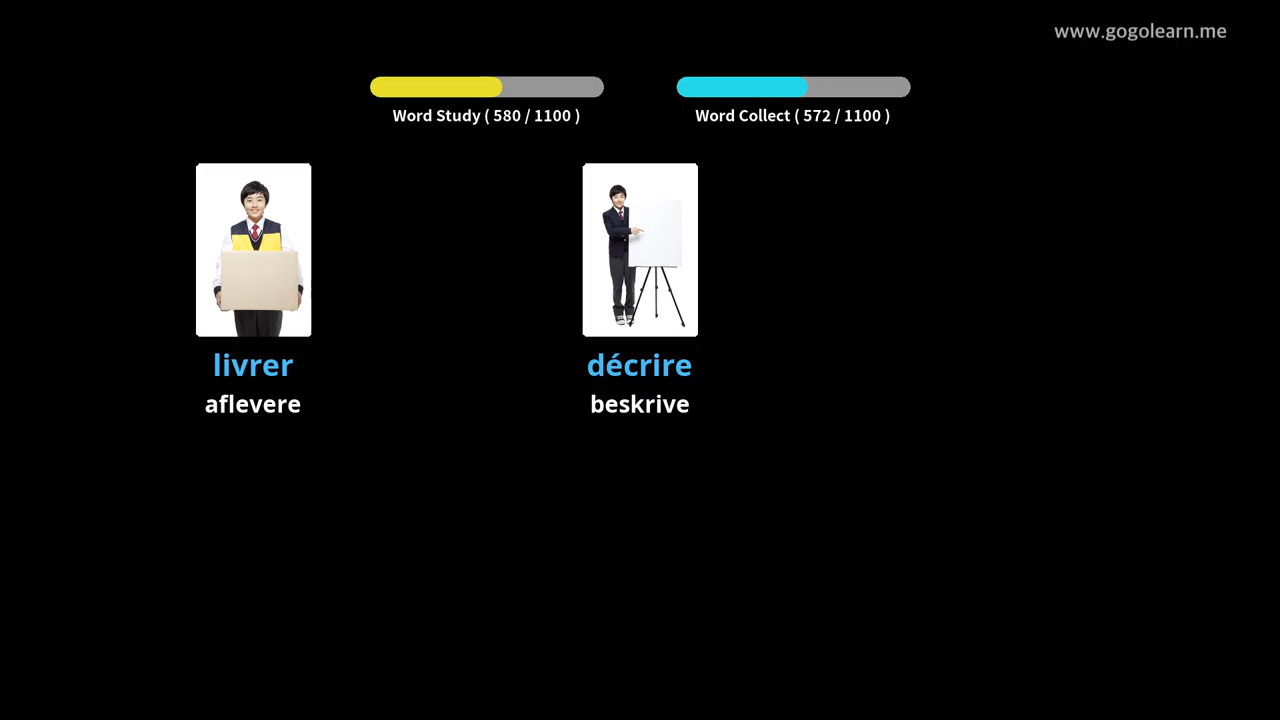 www.gogolearn.me
Word Study ( 580 / 1100 )
Word Collect ( 572 / 1100 )
livrer
aflevere
décrire
beskrive